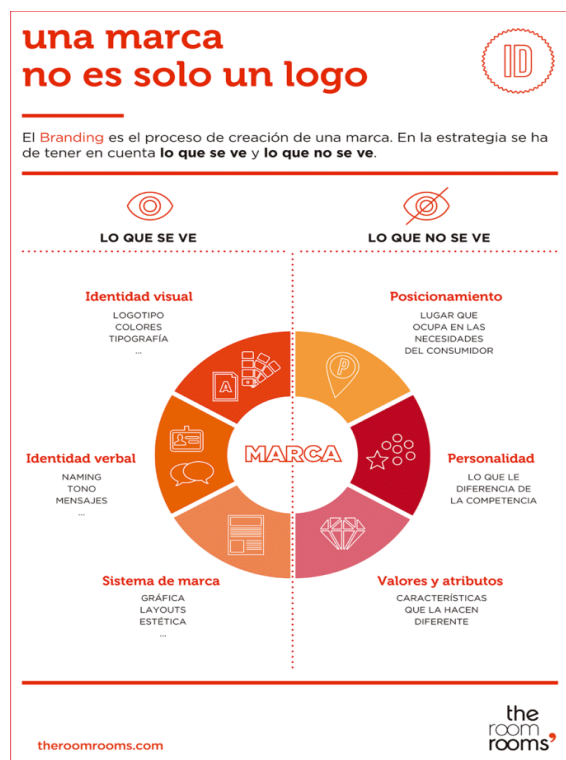 una marca
no es solo un logo
ID
El Branding es el proceso de creación de una marca. En la estrategia se ha
de tener en cuenta lo que se ve y lo que no se ve.
LO QUE SE VE
LO QUE NO SE VE
Identidad visual
LOGOTIPO
COLORES
TIPOGRAFÍA
...
Posicionamiento
LUGAR QUE
OCUPA EN LAS
NECESIDADES
DEL CONSUMIDOR
A
P
Identidad verbal
NAMING
TONO
MENSAJES
...
MARCA
Personalidad
LO QUE LE
DIFERENCIA DE
LA COMPETENCIA
Sistema de marca
GRÁFICA
LAYOUTS
ESTÉTICA
...
Valores y atributos
CARACTERÍSTICAS
QUE LA HACEN
DIFERENTE
theroomrooms.com
the
room
rooms’